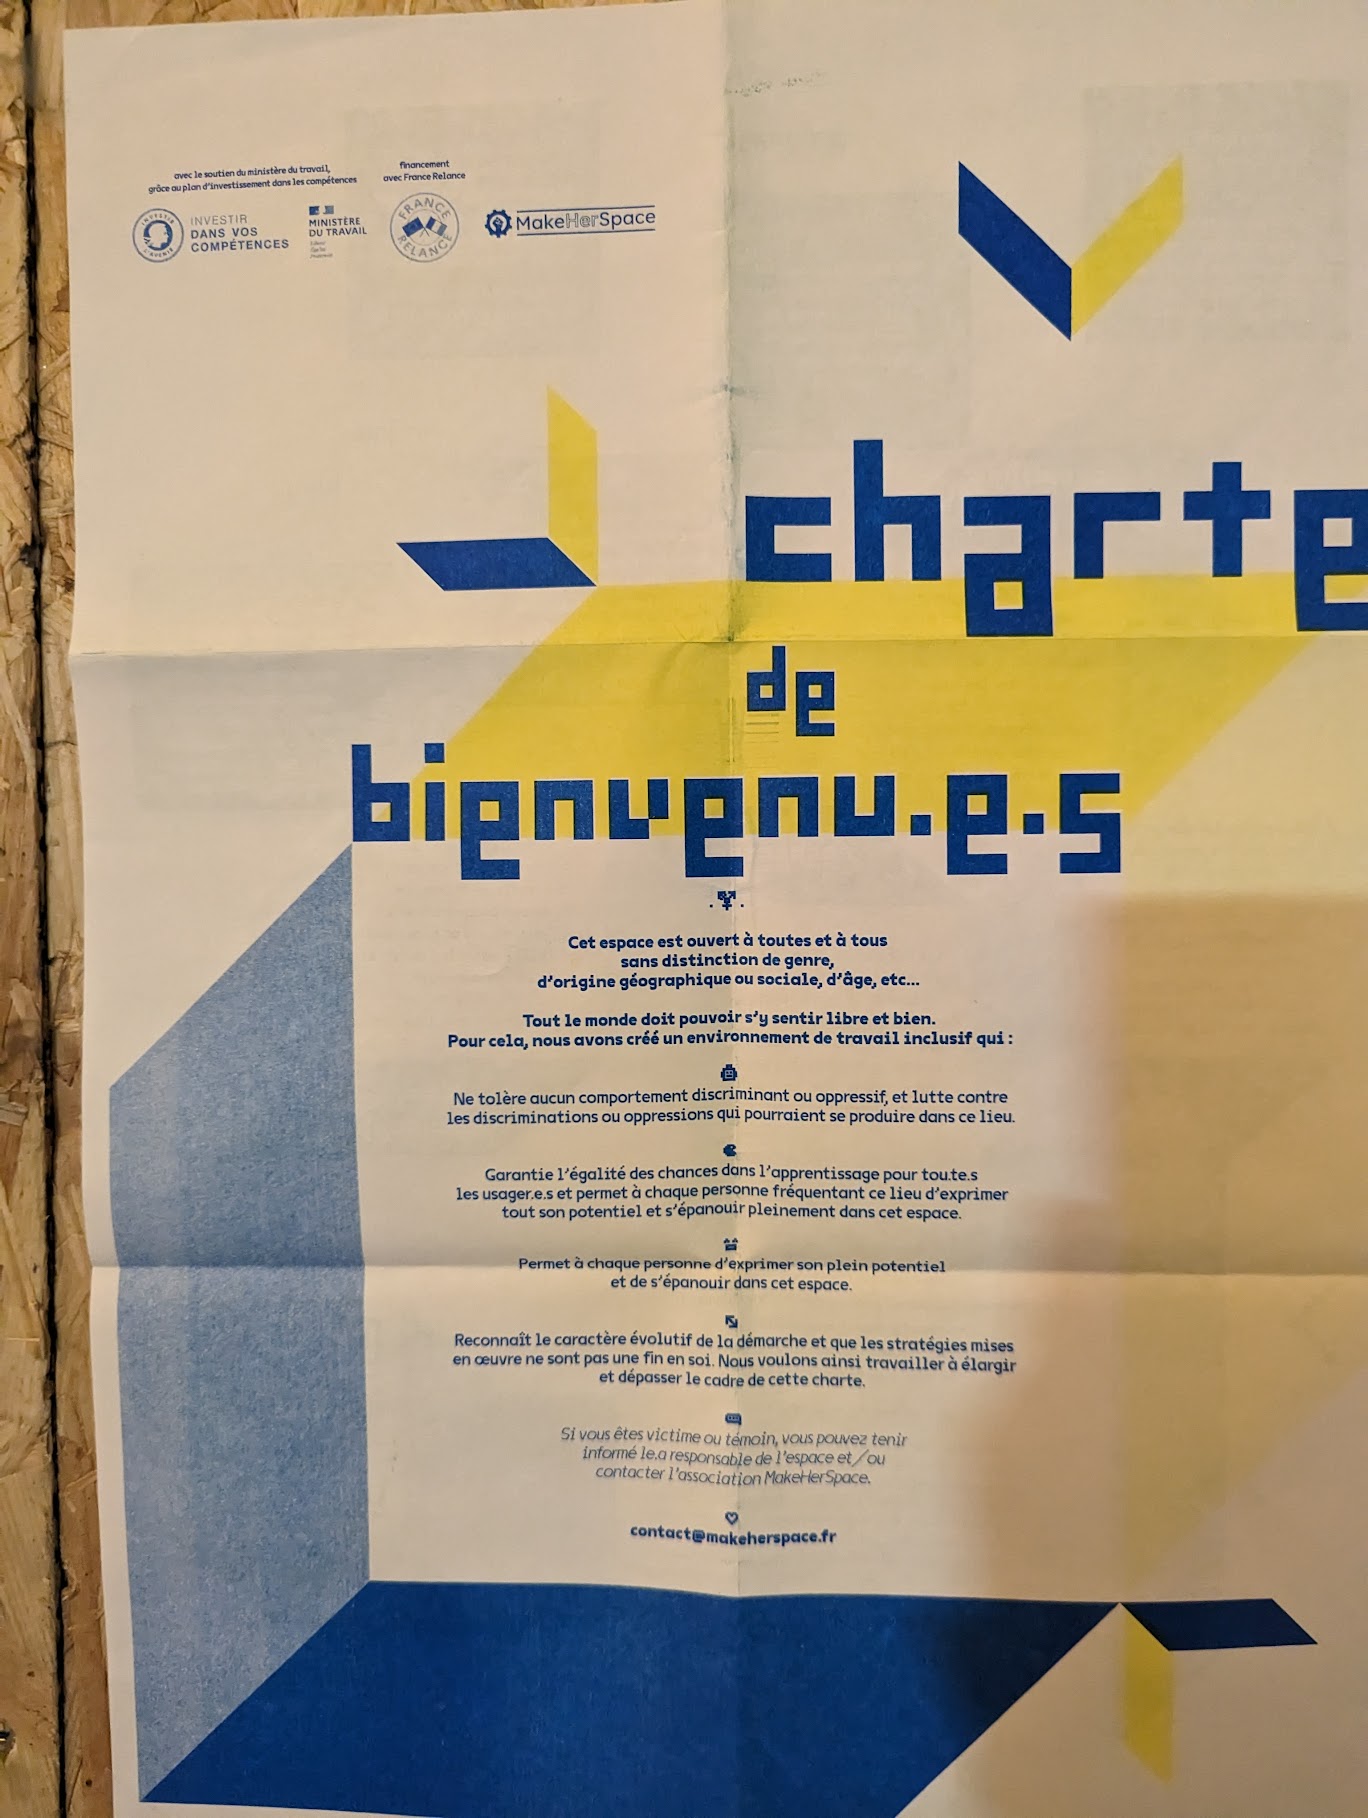 avec le soutien du ministère du travail,
grâce au plan d'investissement dans les compétences
financement
avec France Relance
INVESTIR
L'AVENIR
INVESTIR
DANS VOS
COMPÉTENCES
MINISTÈRE
DU TRAVAIL
Liberté
Égalité
Fraternité
FRANCE
RELANCE
MakeHerSpace
charte
de
bienvenu.e.s
Cet espace est ouvert à toutes et à tous
sans distinction de genre,
d'origine géographique ou sociale, d'âge, etc...
Tout le monde doit pouvoir s'y sentir libre et bien.
Pour cela, nous avons créé un environnement de travail inclusif qui :
Ne tolère aucun comportement discriminant ou oppressif, et lutte contre
les discriminations ou oppressions qui pourraient se produire dans ce lieu.
Garantie l'égalité des chances dans l'apprentissage pour tou.te.s
les usager.e.s et permet à chaque personne fréquentant ce lieu d'exprimer
tout son potentiel et s'épanouir pleinement dans cet espace.
Permet à chaque personne d'exprimer son plein potentiel
et de s'épanouir dans cet espace.
Reconnaît le caractère évolutif de la démarche et que les stratégies mises
en œuvre ne sont pas une fin en soi. Nous voulons ainsi travailler à élargir
et dépasser le cadre de cette charte.
Si vous êtes victime ou témoin, vous pouvez tenir
informé le.a responsable de l'espace et/ou
contacter l'association MakeHerSpace.
contact@makeherspace.fr